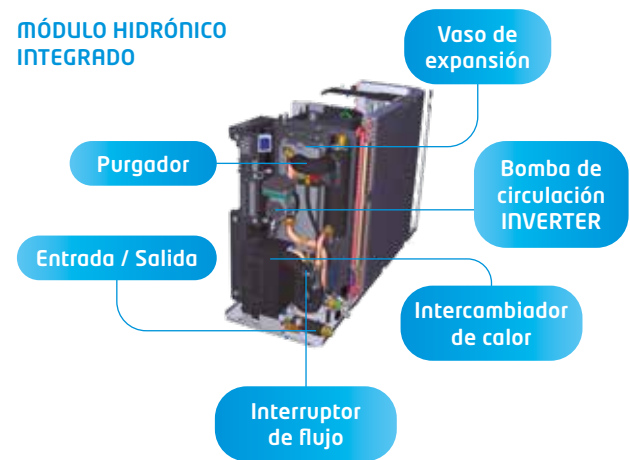 MÓDULO HIDRÓNICO
INTEGRADO
Vaso de
expansión
Purgador
Bomba de
circulación
INVERTER
Entrada / Salida
Intercambiador
de calor
Interruptor
de flujo